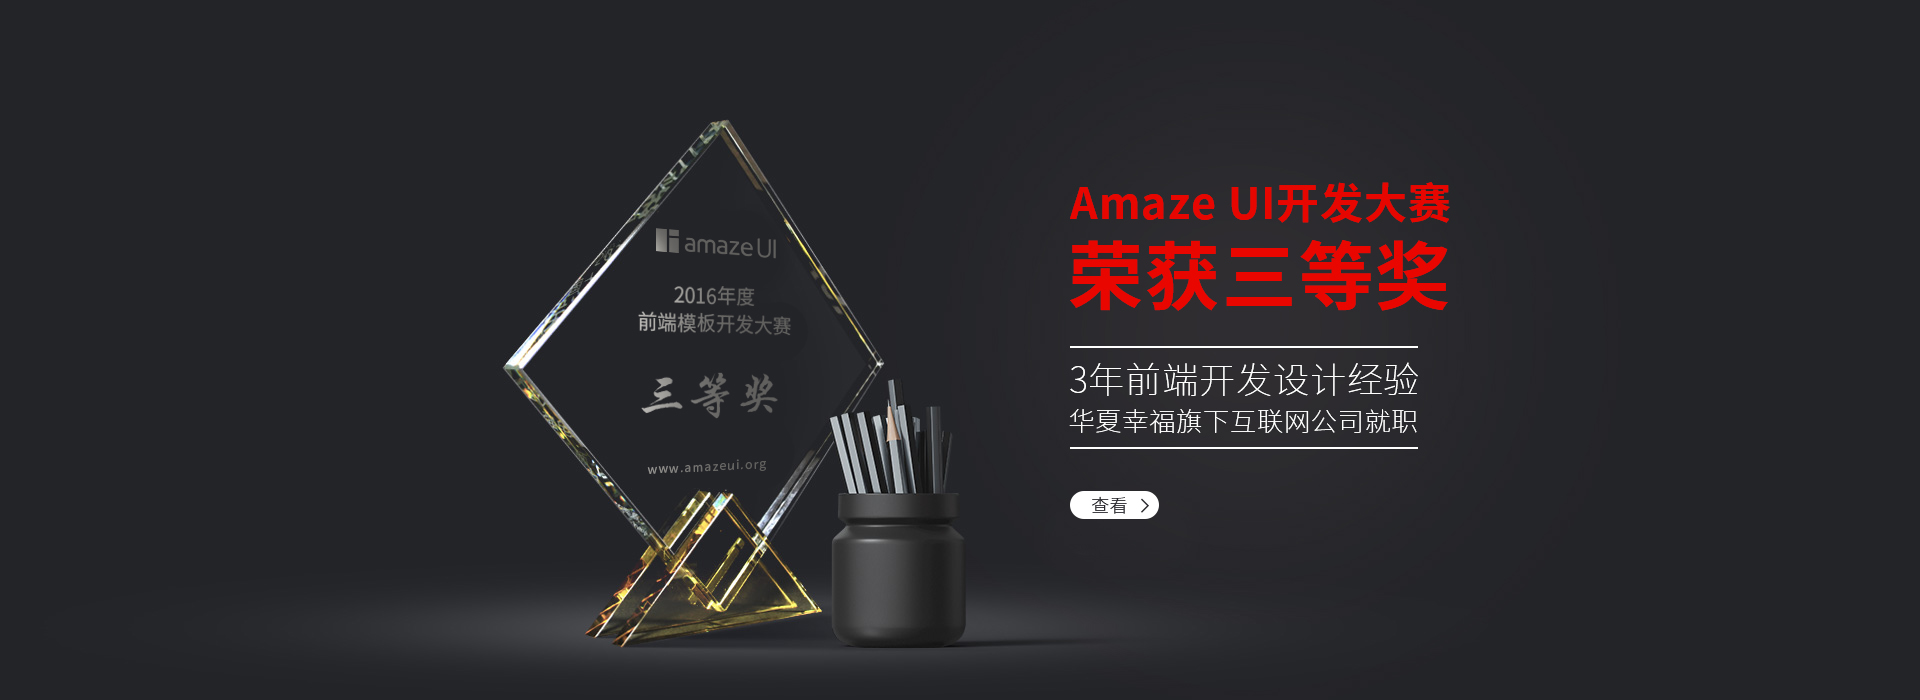 amaze UI
2016年度
前端模板开发大赛
三等奖
www.amazeui.org
Amaze UI开发大赛
荣获三等奖
3年前端开发设计经验
华夏幸福旗下互联网公司就职
查看